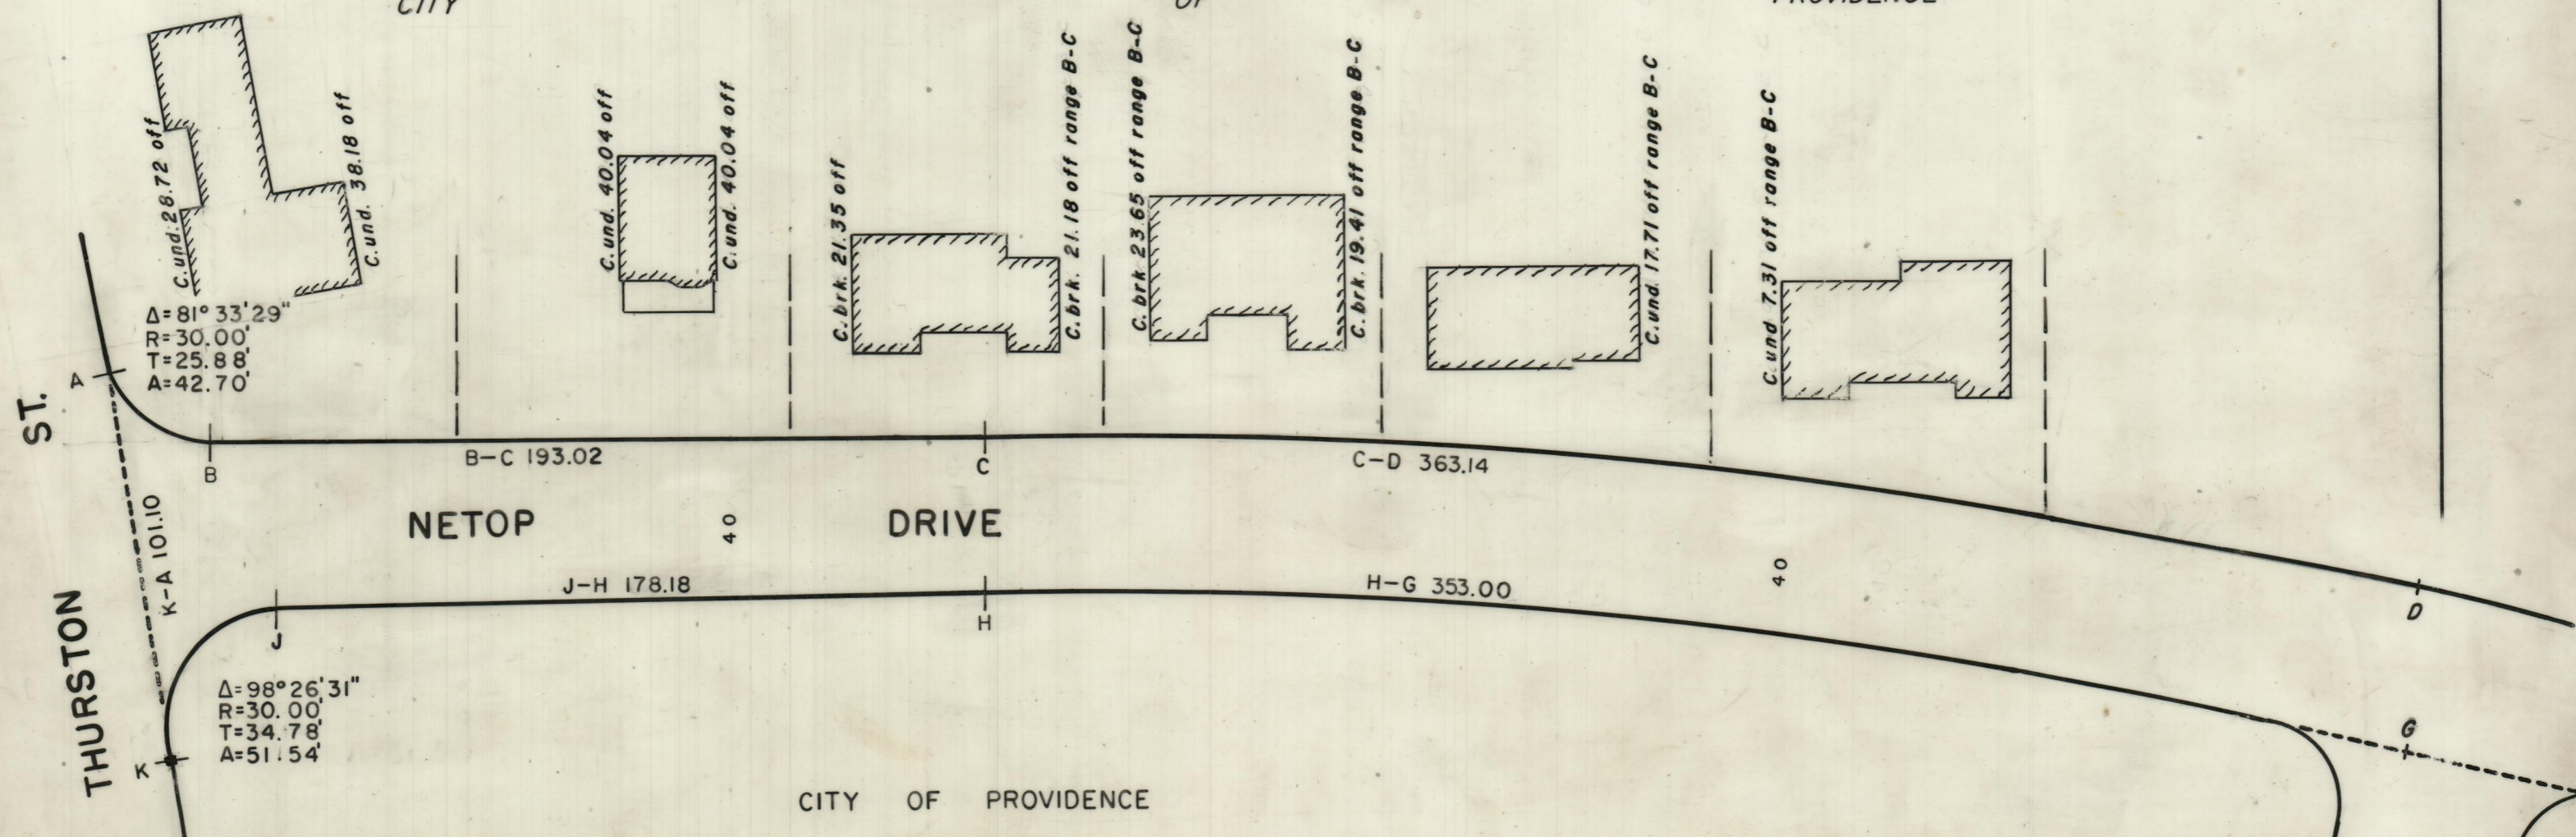 CITY OF PROVIDENCE
C.und. 28.72 off
C.und. 38.18 off
C.und. 40.04 off
C.und. 40.04 off
C.brk. 21.35 off
C.brk. 21.18 off range B-C
C.brk 23.65 off range B-C
C.brk. 19.41 off range B-C
C.und. 17.71 off range B-C
C.und 7.31 off range B-C
Δ=81°33'29"
R=30.00'
T=25.88'
A=42.70'
A
B
B-C 193.02
C
C-D 363.14
D
ST.
THURSTON
K-A 101.10
NETOP
40
DRIVE
40
J-H 178.18
H-G 353.00
J
H
G
K
Δ=98°26'31"
R=30.00'
T=34.78'
A=51.54'
CITY OF PROVIDENCE